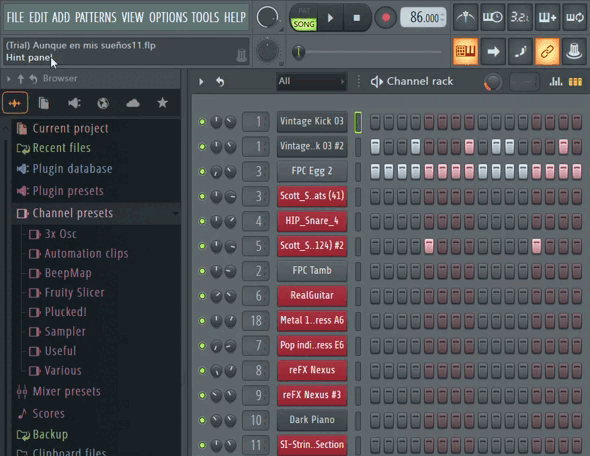 FILE EDIT ADD PATTERNS VIEW OPTIONS TOOLS HELP
PAT
SONG
86.000
3.2.1
(Trial) Aunque en mis sueños11.flp
Hint panel
Browser
All
Channel rack
Current project
Recent files
Plugin database
Plugin presets
Channel presets
3x Osc
Automation clips
BeepMap
Fruity Slicer
Plucked!
Sampler
Useful
Various
Mixer presets
Scores
Backup
Clipboard files
1 Vintage Kick 03
1 Vintage..k 03 #2
3 FPC Egg 2
3 Scott_S..ats (41)
4 HIP_Snare_4
5 Scott_S..124) #2
2 FPC Tamb
6 RealGuitar
18 Metal 1..ress A6
7 Pop indi..ress E6
8 reFX Nexus
9 reFX Nexus #3
10 Dark Piano
11 SI-Strin..Section